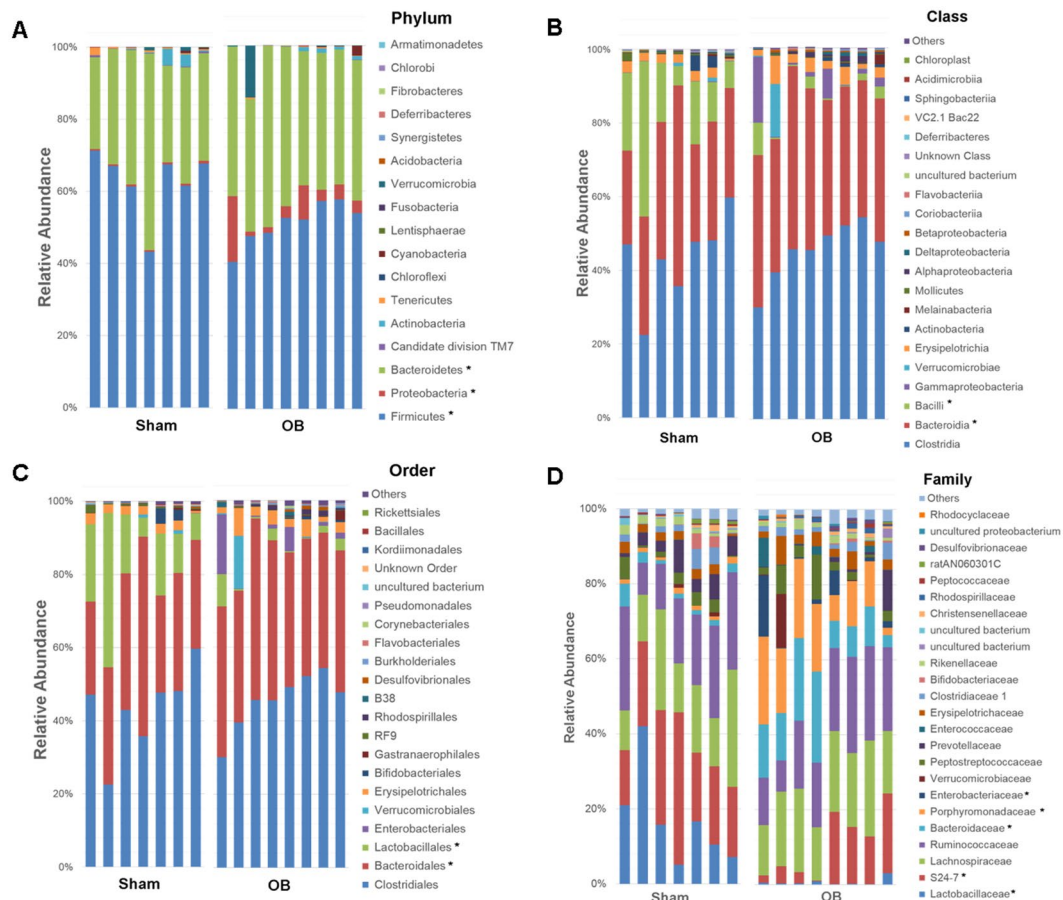 A
Phylum
Relative Abundance
100%
80%
60%
40%
20%
0%
Sham
OB
Armatimonadetes
Chlorobi
Fibrobacteres
Deferribacteres
Synergistetes
Acidobacteria
Verrucomicrobia
Fusobacteria
Lentisphaerae
Cyanobacteria
Chloroflexi
Tenericutes
Actinobacteria
Candidate division TM7
Bacteroidetes *
Proteobacteria *
Firmicutes *
B
Class
Relative Abundance
100%
80%
60%
40%
20%
0%
Sham
OB
Others
Chloroplast
Acidimicrobiia
Sphingobacteriia
VC2.1 Bac22
Deferribacteres
Unknown Class
uncultured bacterium
Flavobacteriia
Coriobacteriia
Betaproteobacteria
Deltaproteobacteria
Alphaproteobacteria
Mollicutes
Melainabacteria
Actinobacteria
Erysipelotrichia
Verrucomicrobiae
Gammaproteobacteria
Bacilli *
Bacteroidia *
Clostridia
C
Order
Relative Abundance
100%
80%
60%
40%
20%
0%
Sham
OB
Others
Rickettsiales
Bacillales
Kordiimonadales
Unknown Order
uncultured bacterium
Pseudomonadales
Corynebacteriales
Flavobacteriales
Burkholderiales
Desulfovibrionales
B38
Rhodospirillales
RF9
Gastranaerophilales
Bifidobacteriales
Erysipelotrichales
Verrucomicrobiales
Enterobacteriales
Lactobacillales *
Bacteroidales *
Clostridiales
D
Family
Relative Abundance
100%
80%
60%
40%
20%
0%
Sham
OB
Others
Rhodocyclaceae
uncultured proteobacterium
Desulfovibrionaceae
ratAN060301C
Peptococcaceae
Rhodospirillaceae
Christensenellaceae
uncultured bacterium
uncultured bacterium
Rikenellaceae
Bifidobacteriaceae
Clostridiaceae 1
Erysipelotrichaceae
Enterococcaceae
Prevotellaceae
Peptostreptococcaceae
Verrucomicrobiaceae
Enterobacteriaceae *
Porphyromonadaceae *
Bacteroidaceae *
Ruminococcaceae
Lachnospiraceae
S24-7 *
Lactobacillaceae *